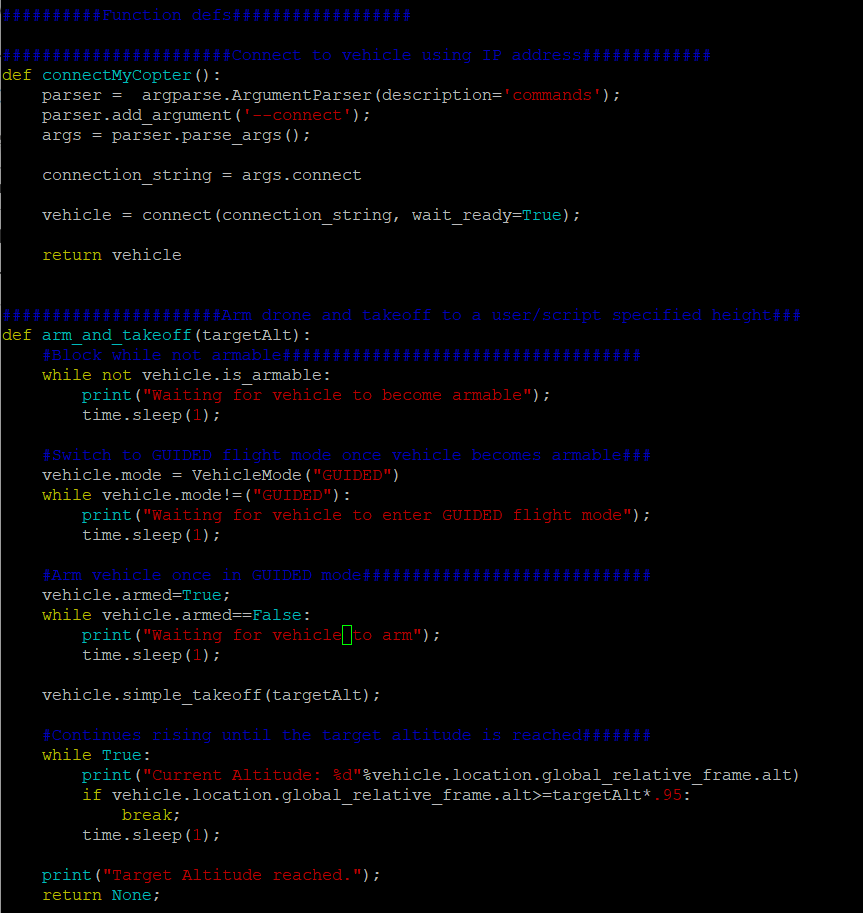 ##########Function defs##################
#######################Connect to vehicle using IP address#############
def connectMyCopter():
    parser =  argparse.ArgumentParser(description='commands');
    parser.add_argument('--connect');
    args = parser.parse_args();
    connection_string = args.connect
    vehicle = connect(connection_string, wait_ready=True);
    return vehicle
######################Arm drone and takeoff to a user/script specified height###
def arm_and_takeoff(targetAlt):
    #Block while not armable####################################
    while not vehicle.is_armable:
        print("Waiting for vehicle to become armable");
        time.sleep(1);
    #Switch to GUIDED flight mode once vehicle becomes armable###
    vehicle.mode = VehicleMode("GUIDED")
    while vehicle.mode!=("GUIDED"):
        print("Waiting for vehicle to enter GUIDED flight mode");
        time.sleep(1);
    #Arm vehicle once in GUIDED mode#############################
    vehicle.armed=True;
    while vehicle.armed==False:
        print("Waiting for vehicle to arm");
        time.sleep(1);
    vehicle.simple_takeoff(targetAlt);
    #Continues rising until the target altitude is reached#######
    while True:
        print("Current Altitude: %d"%vehicle.location.global_relative_frame.alt)
        if vehicle.location.global_relative_frame.alt>=targetAlt*.95:
            break;
        time.sleep(1);
    print("Target Altitude reached.");
    return None;